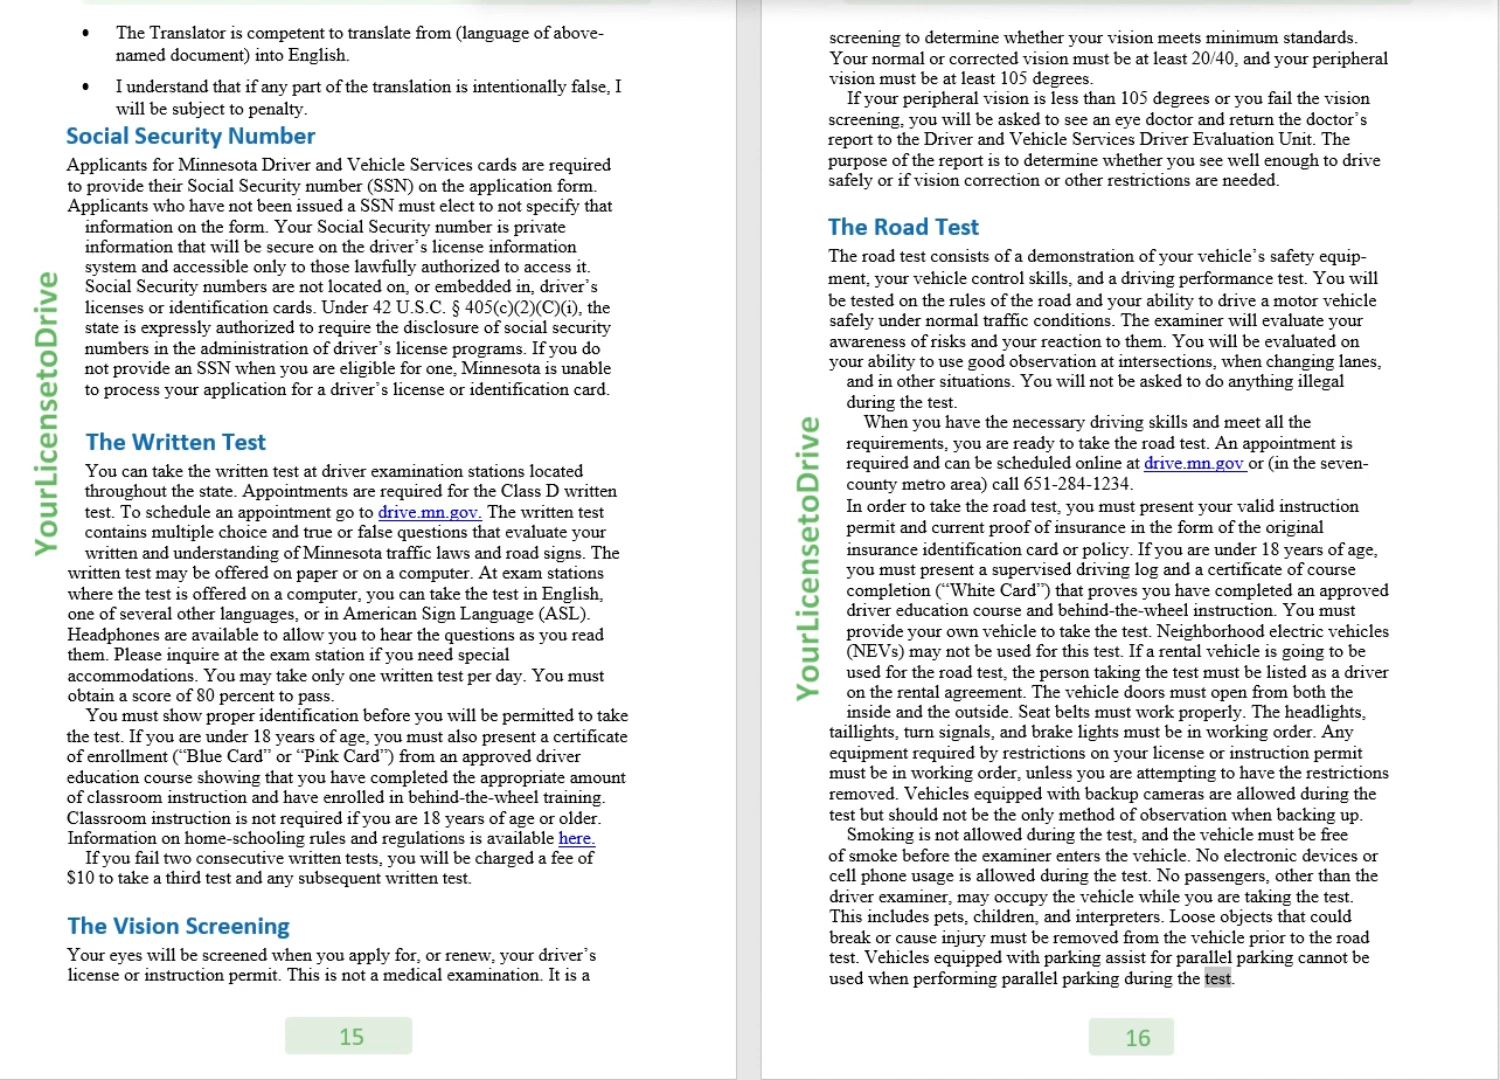 • The Translator is competent to translate from (language of above-
named document) into English.
• I understand that if any part of the translation is intentionally false, I
will be subject to penalty.
Social Security Number
Applicants for Minnesota Driver and Vehicle Services cards are required
to provide their Social Security number (SSN) on the application form.
Applicants who have not been issued a SSN must elect to not specify that
information on the form. Your Social Security number is private
information that will be secure on the driver's license information
system and accessible only to those lawfully authorized to access it.
Social Security numbers are not located on, or embedded in, driver's
licenses or identification cards. Under 42 U.S.C. § 405(c)(2)(C)(i), the
state is expressly authorized to require the disclosure of social security
numbers in the administration of driver's license programs. If you do
not provide an SSN when you are eligible for one, Minnesota is unable
to process your application for a driver's license or identification card.
YourLicensetoDrive
The Written Test
You can take the written test at driver examination stations located
throughout the state. Appointments are required for the Class D written
test. To schedule an appointment go to drive.mn.gov. The written test
contains multiple choice and true or false questions that evaluate your
written and understanding of Minnesota traffic laws and road signs. The
written test may be offered on paper or on a computer. At exam stations
where the test is offered on a computer, you can take the test in English,
one of several other languages, or in American Sign Language (ASL).
Headphones are available to allow you to hear the questions as you read
them. Please inquire at the exam station if you need special
accommodations. You may take only one written test per day. You must
obtain a score of 80 percent to pass.
You must show proper identification before you will be permitted to take
the test. If you are under 18 years of age, you must also present a certificate
of enrollment (“Blue Card” or “Pink Card”) from an approved driver
education course showing that you have completed the appropriate amount
of classroom instruction and have enrolled in behind-the-wheel training.
Classroom instruction is not required if you are 18 years of age or older.
Information on home-schooling rules and regulations is available here.
If you fail two consecutive written tests, you will be charged a fee of
$10 to take a third test and any subsequent written test.
The Vision Screening
Your eyes will be screened when you apply for, or renew, your driver's
license or instruction permit. This is not a medical examination. It is a
15
screening to determine whether your vision meets minimum standards.
Your normal or corrected vision must be at least 20/40, and your peripheral
vision must be at least 105 degrees.
If your peripheral vision is less than 105 degrees or you fail the vision
screening, you will be asked to see an eye doctor and return the doctor's
report to the Driver and Vehicle Services Driver Evaluation Unit. The
purpose of the report is to determine whether you see well enough to drive
safely or if vision correction or other restrictions are needed.
The Road Test
The road test consists of a demonstration of your vehicle's safety equip-
ment, your vehicle control skills, and a driving performance test. You will
be tested on the rules of the road and your ability to drive a motor vehicle
safely under normal traffic conditions. The examiner will evaluate your
awareness of risks and your reaction to them. You will be evaluated on
your ability to use good observation at intersections, when changing lanes,
and in other situations. You will not be asked to do anything illegal
during the test.
When you have the necessary driving skills and meet all the
requirements, you are ready to take the road test. An appointment is
required and can be scheduled online at drive.mn.gov or (in the seven-
county metro area) call 651-284-1234.
In order to take the road test, you must present your valid instruction
permit and current proof of insurance in the form of the original
insurance identification card or policy. If you are under 18 years of age,
you must present a supervised driving log and a certificate of course
completion (“White Card”) that proves you have completed an approved
driver education course and behind-the-wheel instruction. You must
provide your own vehicle to take the test. Neighborhood electric vehicles
(NEVs) may not be used for this test. If a rental vehicle is going to be
used for the road test, the person taking the test must be listed as a driver
on the rental agreement. The vehicle doors must open from both the
inside and the outside. Seat belts must work properly. The headlights,
taillights, turn signals, and brake lights must be in working order. Any
equipment required by restrictions on your license or instruction permit
must be in working order, unless you are attempting to have the restrictions
removed. Vehicles equipped with backup cameras are allowed during the
test but should not be the only method of observation when backing up.
Smoking is not allowed during the test, and the vehicle must be free
of smoke before the examiner enters the vehicle. No electronic devices or
cell phone usage is allowed during the test. No passengers, other than the
driver examiner, may occupy the vehicle while you are taking the test.
This includes pets, children, and interpreters. Loose objects that could
break or cause injury must be removed from the vehicle prior to the road
test. Vehicles equipped with parking assist for parallel parking cannot be
used when performing parallel parking during the test.
YourLicensetoDrive
16